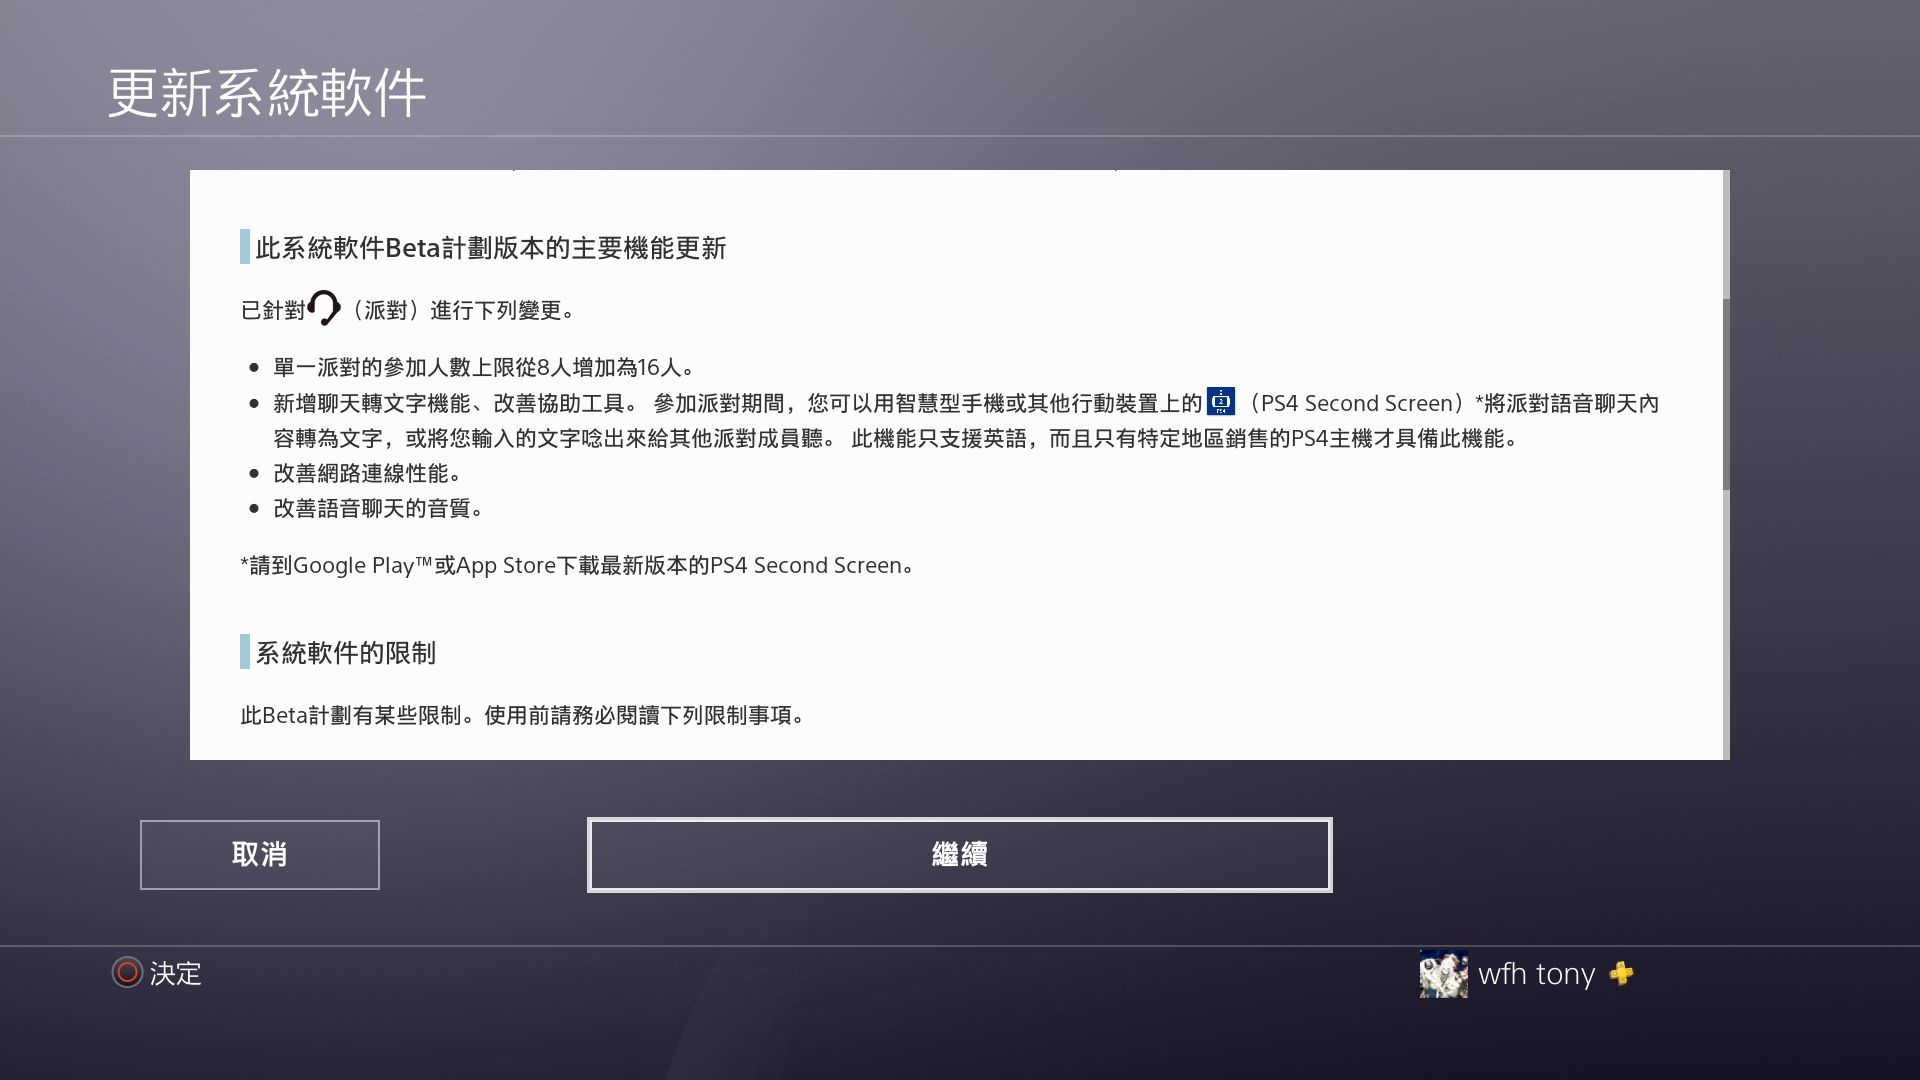 更新系統軟件
此系統軟件Beta計劃版本的主要機能更新
已針對（派對）進行下列變更。
單一派對的參加人數上限從8人增加為16人。
新增聊天轉文字機能、改善協助工具。 參加派對期間，您可以用智慧型手機或其他行動裝置上的（PS4 Second Screen）*將派對語音聊天內
容轉為文字，或將您輸入的文字唸出來給其他派對成員聽。 此機能只支援英語，而且只有特定地區銷售的PS4主機才具備此機能。
改善網路連線性能。
改善語音聊天的音質。
*請到Google Play™或App Store下載最新版本的PS4 Second Screen。
系統軟件的限制
此Beta計劃有某些限制。使用前請務必閱讀下列限制事項。
取消
繼續
決定
wfh tony